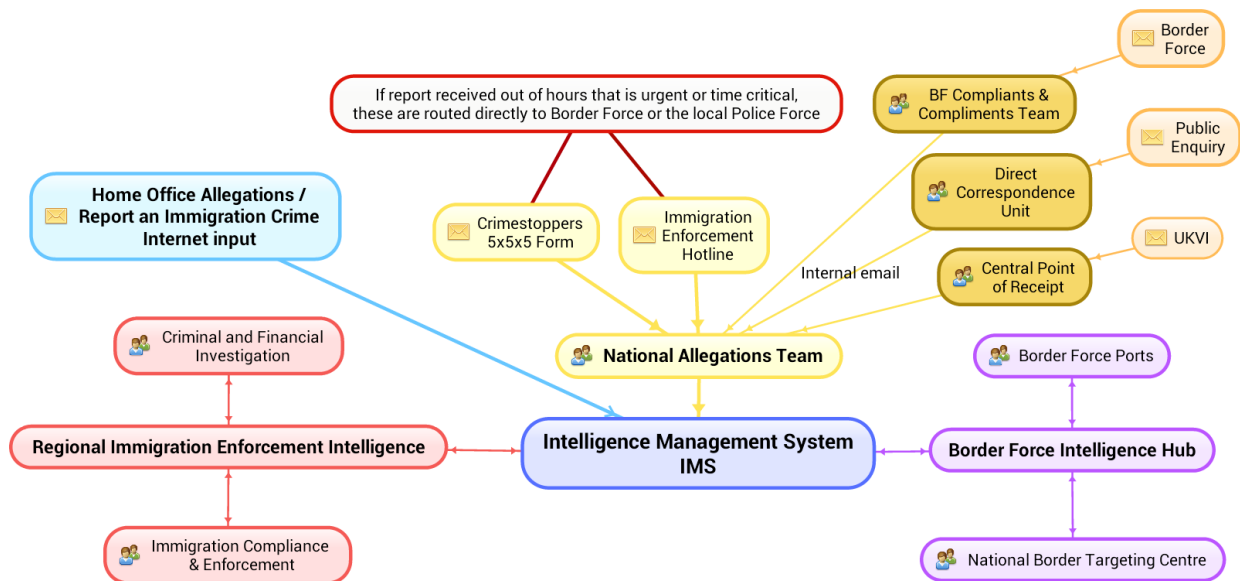 Border
Force
If report received out of hours that is urgent or time critical,
these are routed directly to Border Force or the local Police Force
BF Compliants &
Compliments Team
Public
Enquiry
Home Office Allegations /
Report an Immigration Crime
Internet input
Direct
Correspondence
Unit
Crimestoppers
5x5x5 Form
Immigration
Enforcement
Hotline
UKVI
Internal email
Central Point
of Receipt
Criminal and Financial
Investigation
National Allegations Team
Border Force Ports
Regional Immigration Enforcement Intelligence
Intelligence Management System
IMS
Border Force Intelligence Hub
Immigration Compliance
& Enforcement
National Border Targeting Centre